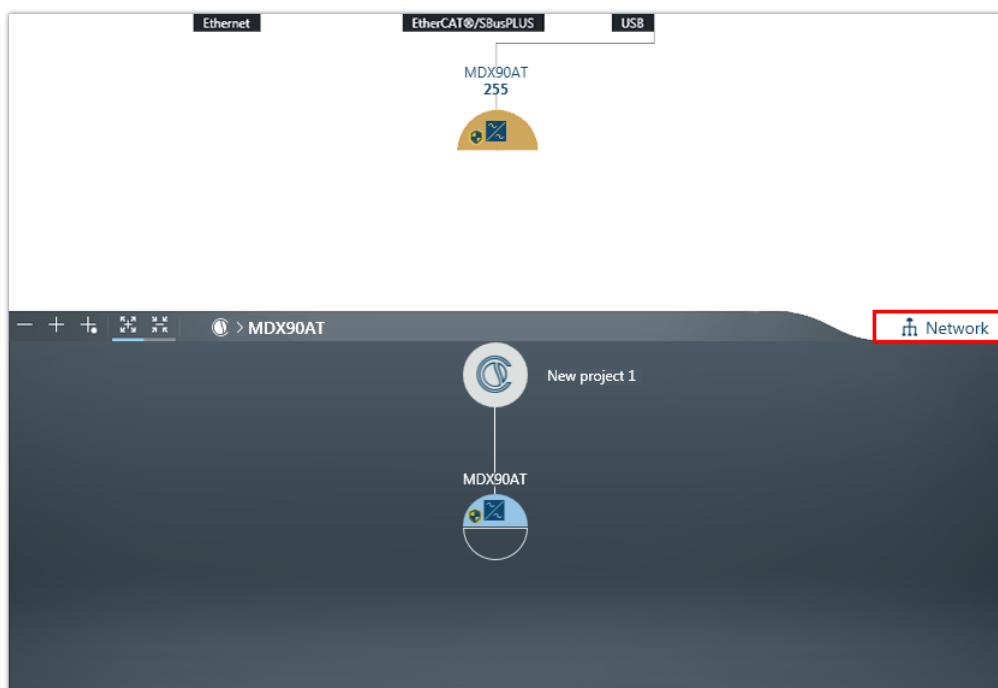 Ethernet
EtherCAT®/SBusPLUS
USB
MDX90AT
255
> MDX90AT
Network
New project 1
MDX90AT